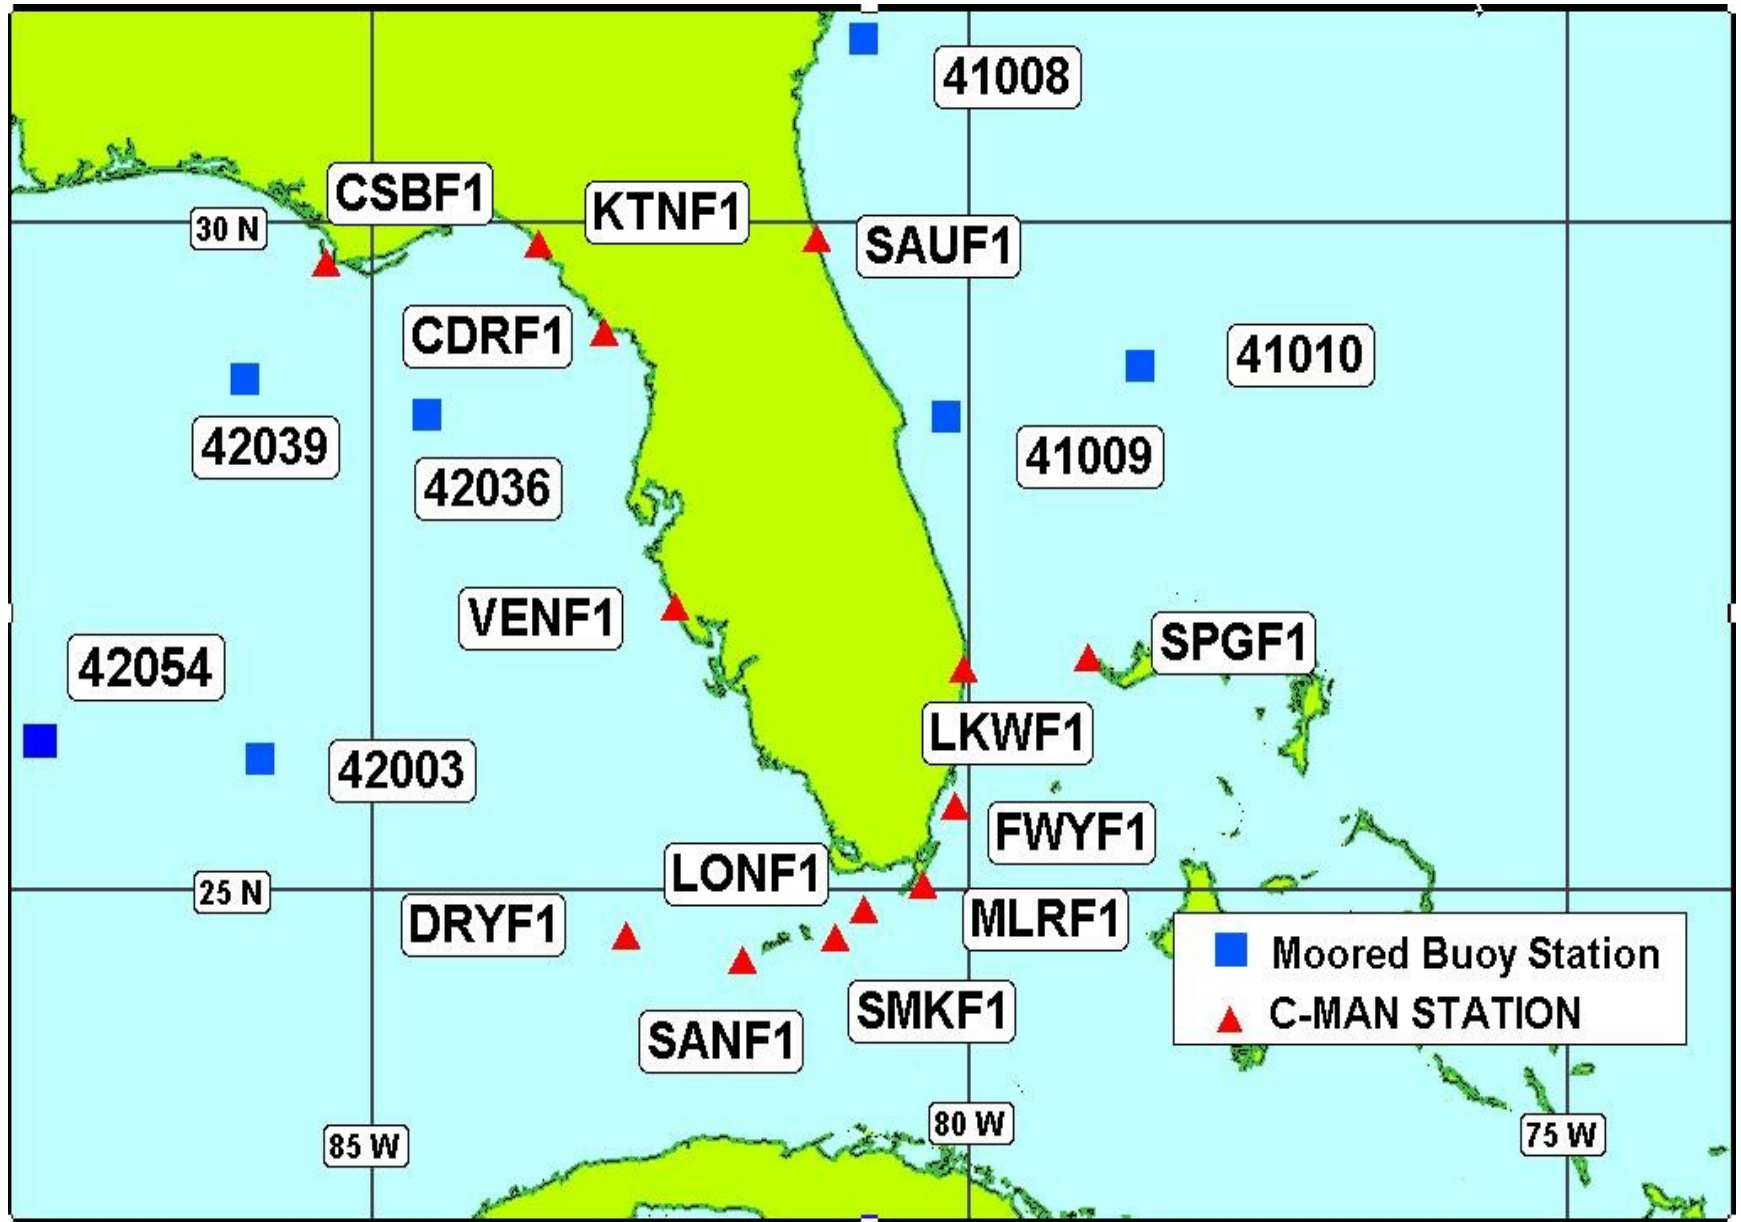 41008
CSBF1
KTNF1
30 N
SAUF1
CDRF1
41010
42039
41009
42036
VENF1
SPGF1
42054
LKWF1
42003
FWYF1
LONF1
25 N
DRYF1
MLRF1
Moored Buoy Station
SMKF1
C-MAN STATION
SANF1
80 W
75 W
85 W